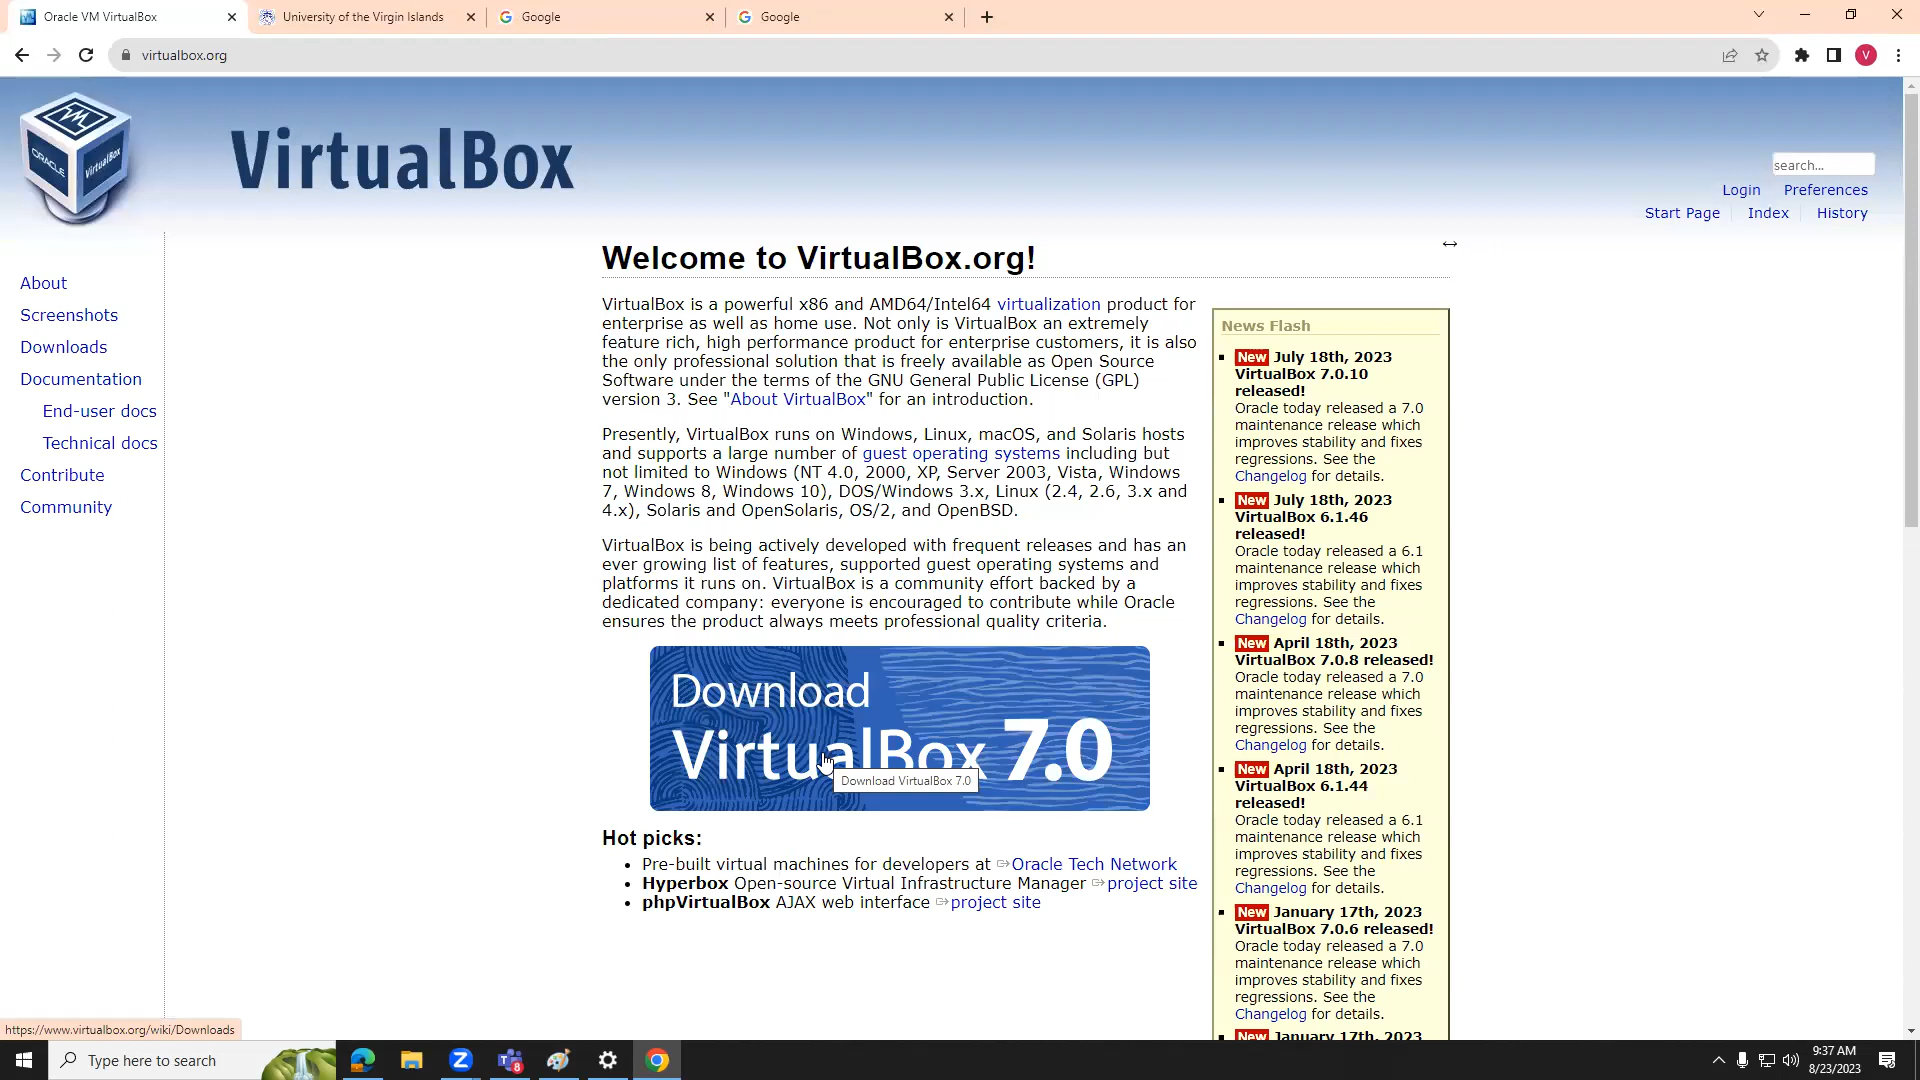 Oracle VM VirtualBox
University of the Virgin Islands
Google
Google
virtualbox.org
V
ORACLE
VirtualBox
VirtualBox
search...
Login
Preferences
Start Page
Index
History
About
Screenshots
Downloads
Documentation
End-user docs
Technical docs
Contribute
Community
Welcome to VirtualBox.org!
VirtualBox is a powerful x86 and AMD64/Intel64 virtualization product for
enterprise as well as home use. Not only is VirtualBox an extremely
feature rich, high performance product for enterprise customers, it is also
the only professional solution that is freely available as Open Source
Software under the terms of the GNU General Public License (GPL)
version 3. See "About VirtualBox" for an introduction.
Presently, VirtualBox runs on Windows, Linux, macOS, and Solaris hosts
and supports a large number of guest operating systems including but
not limited to Windows (NT 4.0, 2000, XP, Server 2003, Vista, Windows
7, Windows 8, Windows 10), DOS/Windows 3.x, Linux (2.4, 2.6, 3.x and
4.x), Solaris and OpenSolaris, OS/2, and OpenBSD.
VirtualBox is being actively developed with frequent releases and has an
ever growing list of features, supported guest operating systems and
platforms it runs on. VirtualBox is a community effort backed by a
dedicated company: everyone is encouraged to contribute while Oracle
ensures the product always meets professional quality criteria.
Download
VirtualBox 7.0
Download VirtualBox 7.0
Hot picks:
Pre-built virtual machines for developers at Oracle Tech Network
Hyperbox Open-source Virtual Infrastructure Manager project site
phpVirtualBox AJAX web interface project site
News Flash
New July 18th, 2023
VirtualBox 7.0.10
released!
Oracle today released a 7.0
maintenance release which
improves stability and fixes
regressions. See the
Changelog for details.
New July 18th, 2023
VirtualBox 6.1.46
released!
Oracle today released a 6.1
maintenance release which
improves stability and fixes
regressions. See the
Changelog for details.
New April 18th, 2023
VirtualBox 7.0.8 released!
Oracle today released a 7.0
maintenance release which
improves stability and fixes
regressions. See the
Changelog for details.
New April 18th, 2023
VirtualBox 6.1.44
released!
Oracle today released a 6.1
maintenance release which
improves stability and fixes
regressions. See the
Changelog for details.
New January 17th, 2023
VirtualBox 7.0.6 released!
Oracle today released a 7.0
maintenance release which
improves stability and fixes
regressions. See the
Changelog for details.
New January 17th, 2023
https://www.virtualbox.org/wiki/Downloads
Type here to search
8
9:37 AM
8/23/2023